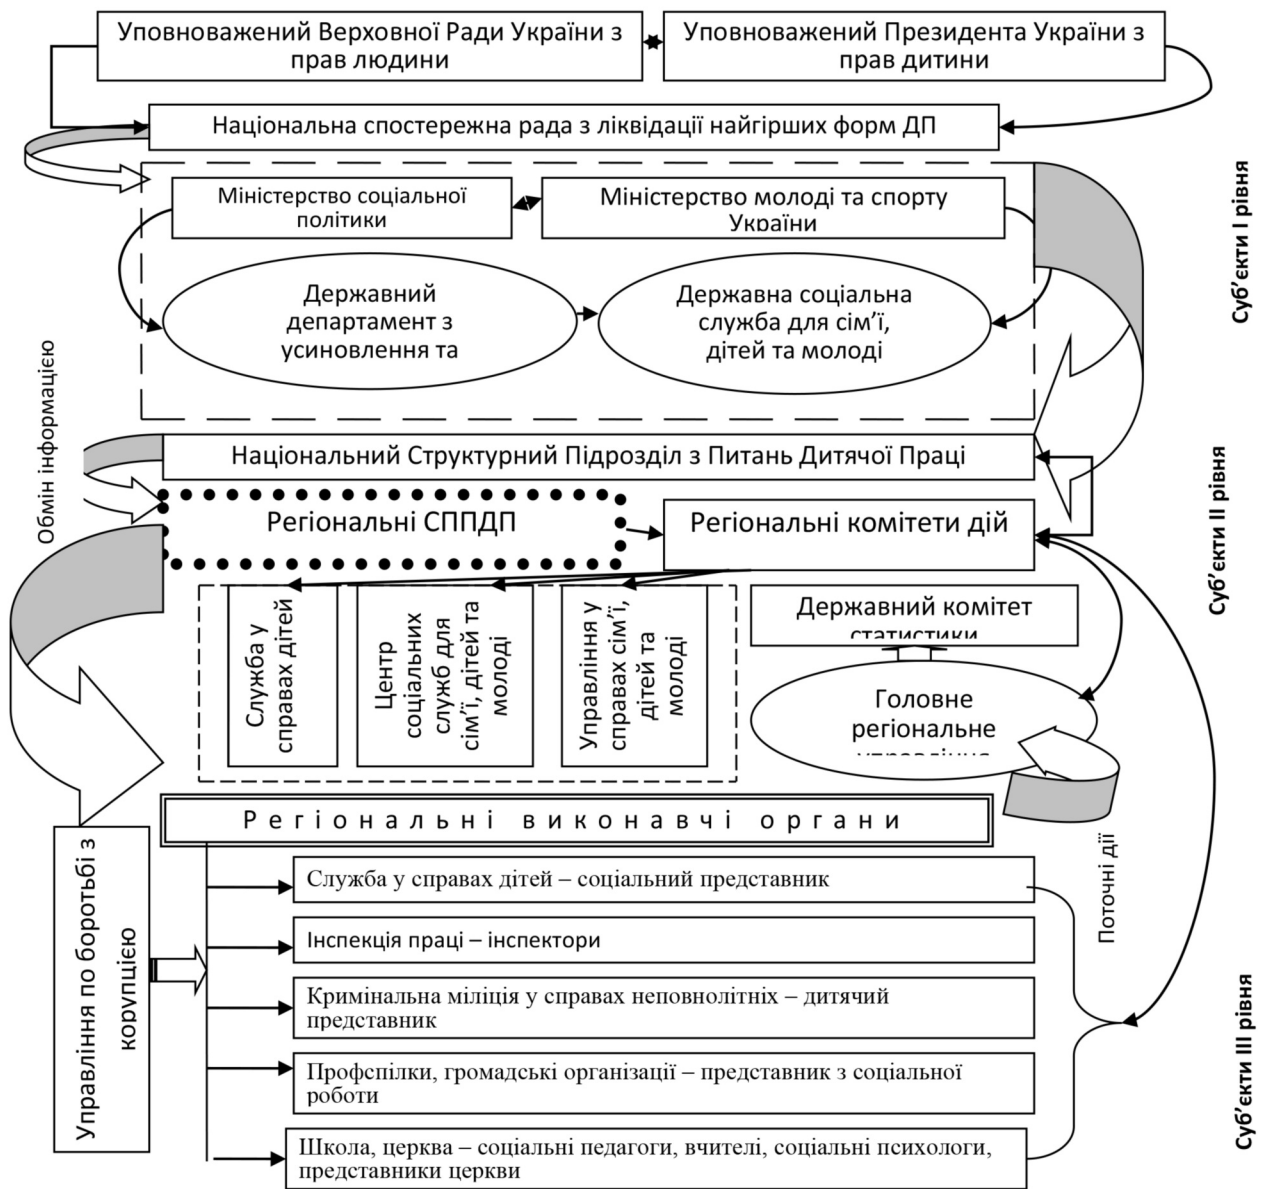 Уповноважений Верховної Ради України з
прав людини
Уповноважений Президента України з
прав дитини
Національна спостережна рада з ліквідації найгірших форм ДП
Міністерство соціальної
політики
Міністерство молоді та спорту
України
Державний
департамент з
усиновлення та
Державна соціальна
служба для сім’ї,
дітей та молоді
Суб’єкти І рівня
Обмін інформацією
Національний Структурний Підрозділ з Питань Дитячої Праці
Регіональні СППДП
Регіональні комітети дій
Суб’єкти ІІ рівня
Служба у
справах дітей
Центр
соціальних
служб для
сім’ї, дітей та
молоді
Управління у
справах сім’ї,
дітей та
молоді
Державний комітет
статистики
Головне
регіональне
управління
Регіональні виконавчі органи
Поточні дії
Управління по боротьбі з
корупцією
Служба у справах дітей – соціальний представник
Інспекція праці – інспектори
Кримінальна міліція у справах неповнолітніх – дитячий
представник
Профспілки, громадські організації – представник з соціальної
роботи
Школа, церква – соціальні педагоги, вчителі, соціальні психологи,
представники церкви
Суб’єкти ІІІ рівня